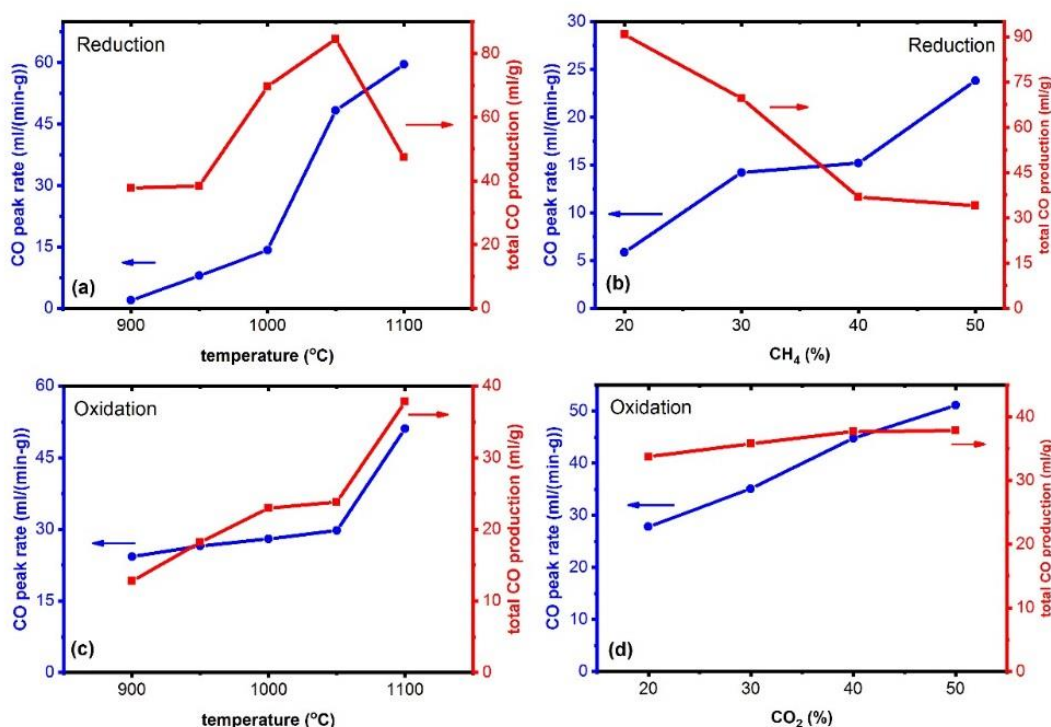 Reduction
(a)
CO peak rate (ml/(min-g))
60
45
30
15
0
total CO production (ml/g)
80
60
40
20
0
900
1000
1100
temperature (°C)
Reduction
(b)
CO peak rate (ml/(min-g))
30
25
20
15
10
5
0
total CO production (ml/g)
90
75
60
45
30
15
0
20
30
40
50
CH₄ (%)
Oxidation
(c)
CO peak rate (ml/(min-g))
60
45
30
15
0
total CO production (ml/g)
40
30
20
10
0
900
1000
1100
temperature (°C)
Oxidation
(d)
CO peak rate (ml/(min-g))
50
40
30
20
10
0
total CO production (ml/g)
40
30
20
10
0
20
30
40
50
CO₂ (%)